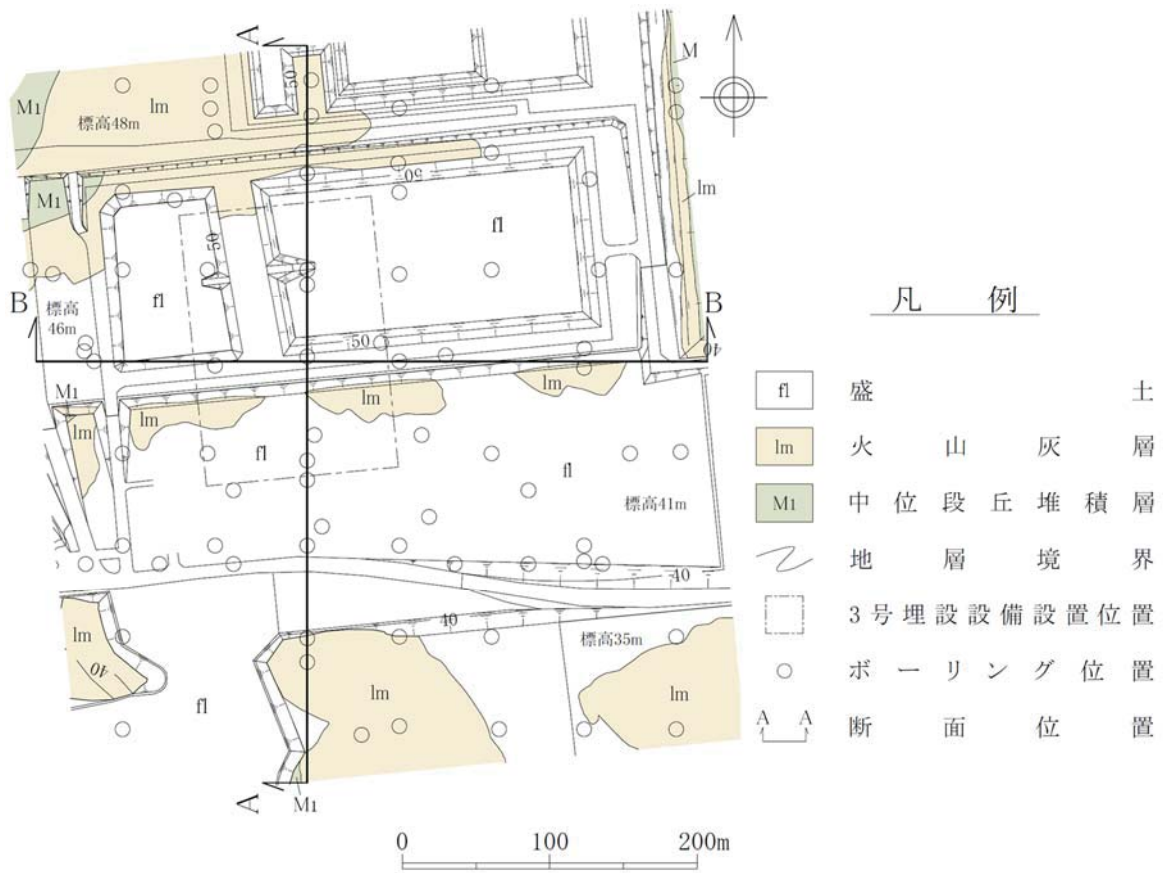 A
50
M
M1
lm
標高48m
M1
lm
50
50
fl
fl
B
標高
46m
B
50
40
M1
lm
lm
lm
lm
fl
fl
標高41m
40
40
標高35m
lm
40
fl
lm
lm
A
M1
凡 例
fl 盛 土
lm 火 山 灰 層
M1 中 位 段 丘 堆 積 層
地 層 境 界
3 号 埋 設 設 備 設 置 位 置
ボ ー リ ン グ 位 置
A A 断 面 位 置
0 100 200m